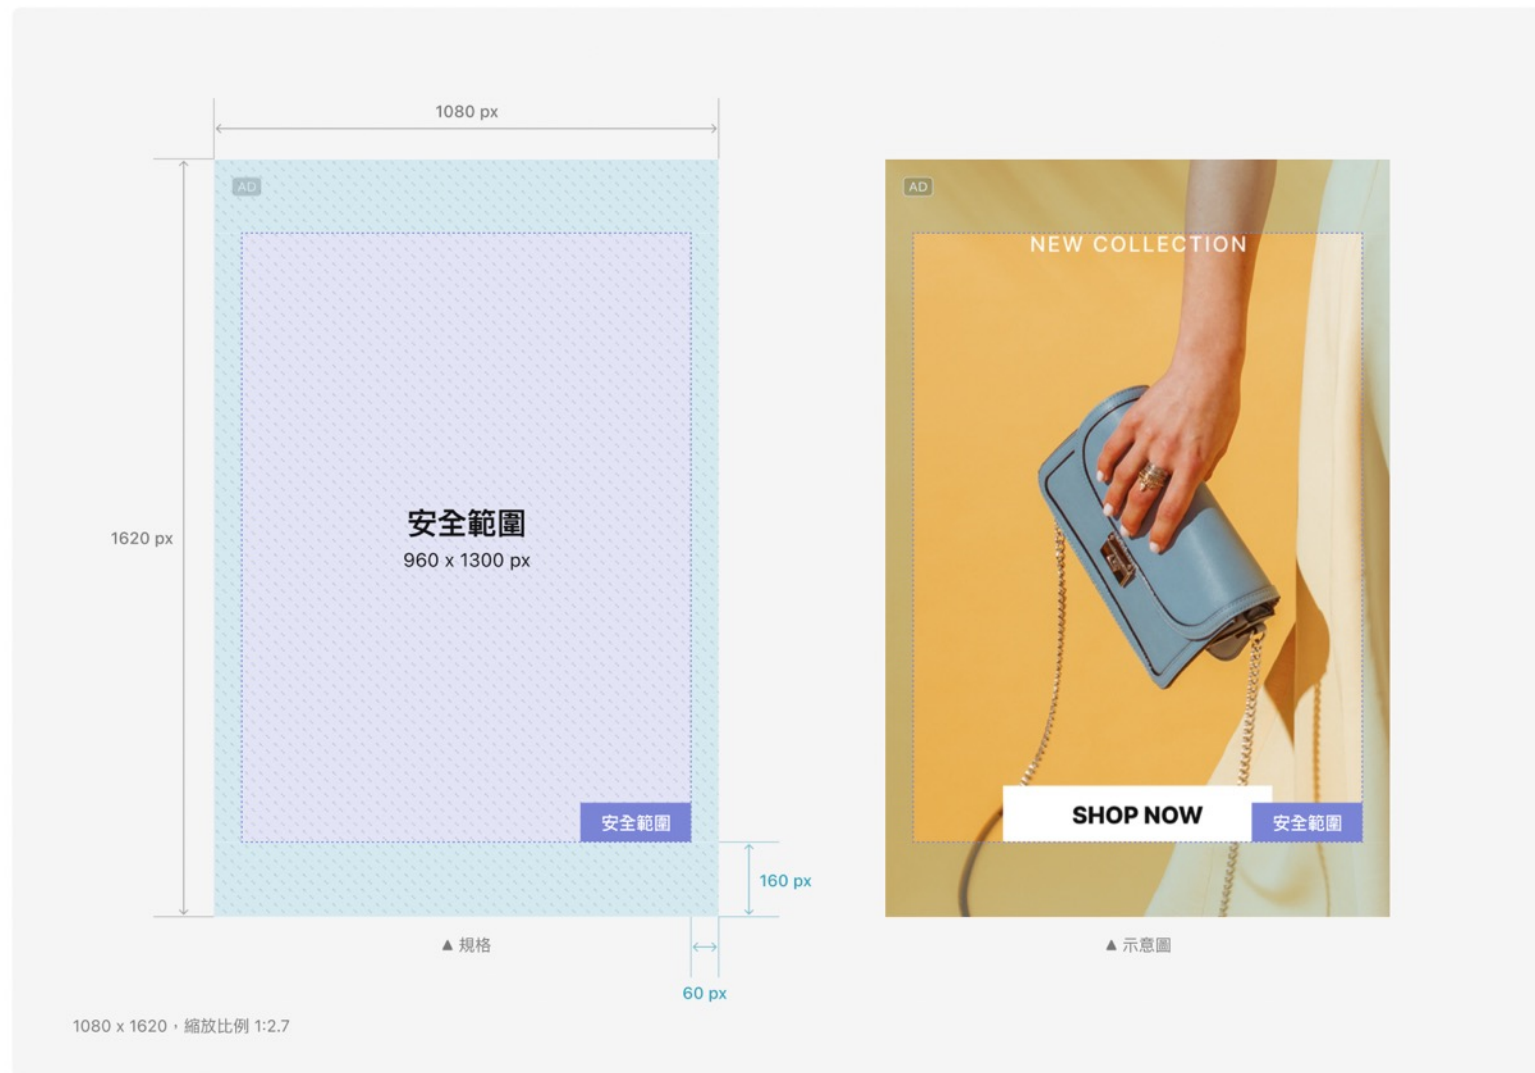 1080 px
AD
1620 px
安全範圍
960 x 1300 px
安全範圍
160 px
60 px
▲ 規格
1080 x 1620，縮放比例 1:2.7
AD
NEW COLLECTION
SHOP NOW
安全範圍
▲ 示意圖